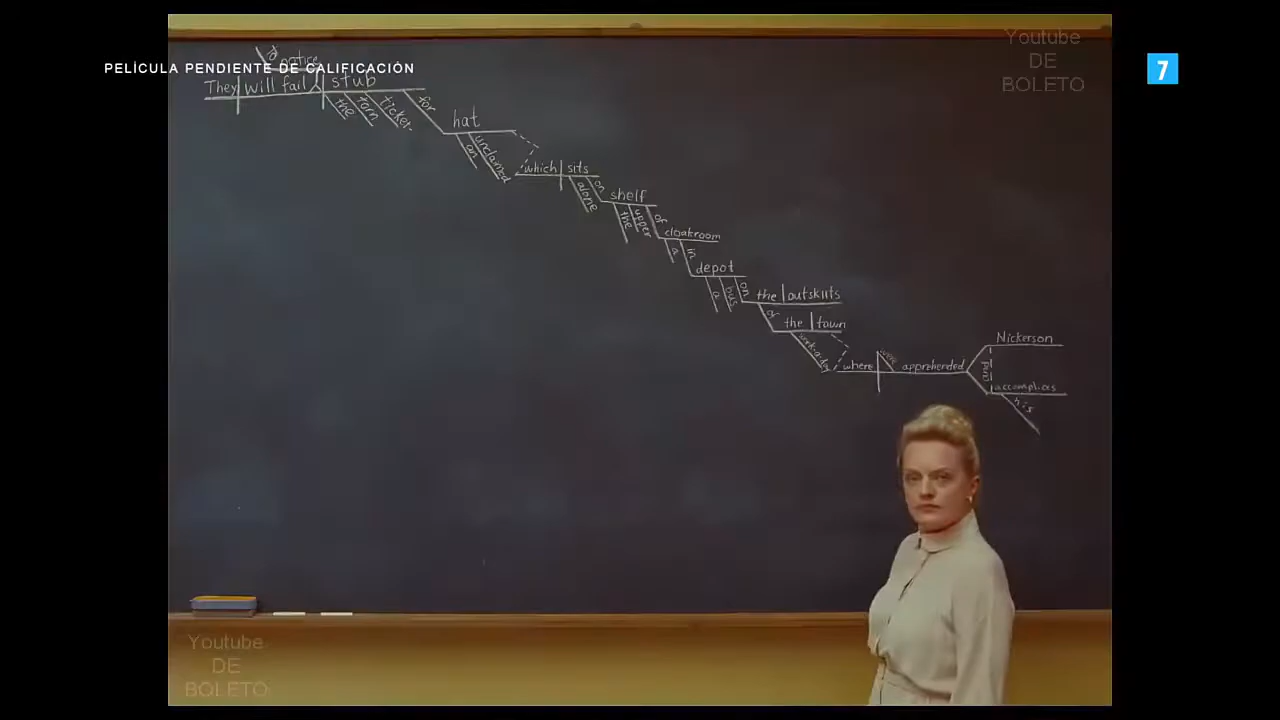 Youtube
DE
BOLETO
PELÍCULA PENDIENTE DE CALIFICACIÓN
7
to notice
They will fail stub
the torn ticket for
hat
an unclaimed
which sits
alone on
shelf
the upper of
cloakroom
a in
depot
a bus on
the outskirts
of
the town
where apprehended
Nickerson
and
accomplices
his
Youtube
DE
BOLETO